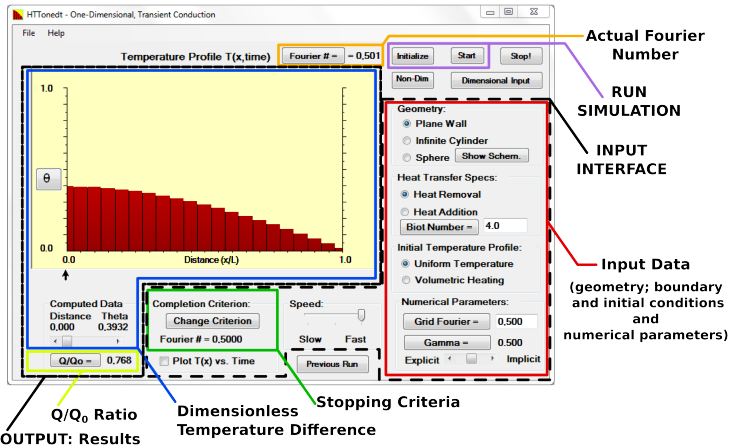 HTTonedt - One-Dimensional, Transient Conduction
File Help
Temperature Profile T(x,time)
Fourier # = = 0,501
Initialize Start Stop!
Non-Dim Dimensional Input
1.0
θ
0.0
0.0 Distance (x/L) 1.0
Geometry:
Plane Wall
Infinite Cylinder
Sphere Show Schem.
Heat Transfer Specs:
Heat Removal
Heat Addition
Biot Number = 4.0
Initial Temperature Profile:
Uniform Temperature
Volumetric Heating
Numerical Parameters:
Grid Fourier = 0,500
Gamma = 0.500
Explicit Implicit
Computed Data
Distance Theta
0,000 0.3932
Q/Qo = 0.768
Completion Criterion:
Change Criterion
Fourier # = 0.5000
Plot T(x) vs. Time
Speed:
Slow Fast
Previous Run
Actual Fourier
Number
RUN
SIMULATION
INPUT
INTERFACE
Input Data
(geometry; boundary
and initial conditions
and
numerical parameters)
Q/Q₀ Ratio
OUTPUT: Results
Dimensionless
Temperature Difference
Stopping Criteria